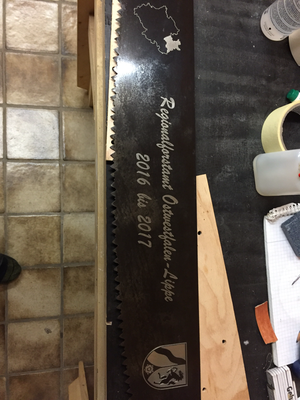 Regionalforstamt Ostwestfalen-Lippe
2016 bis 2017